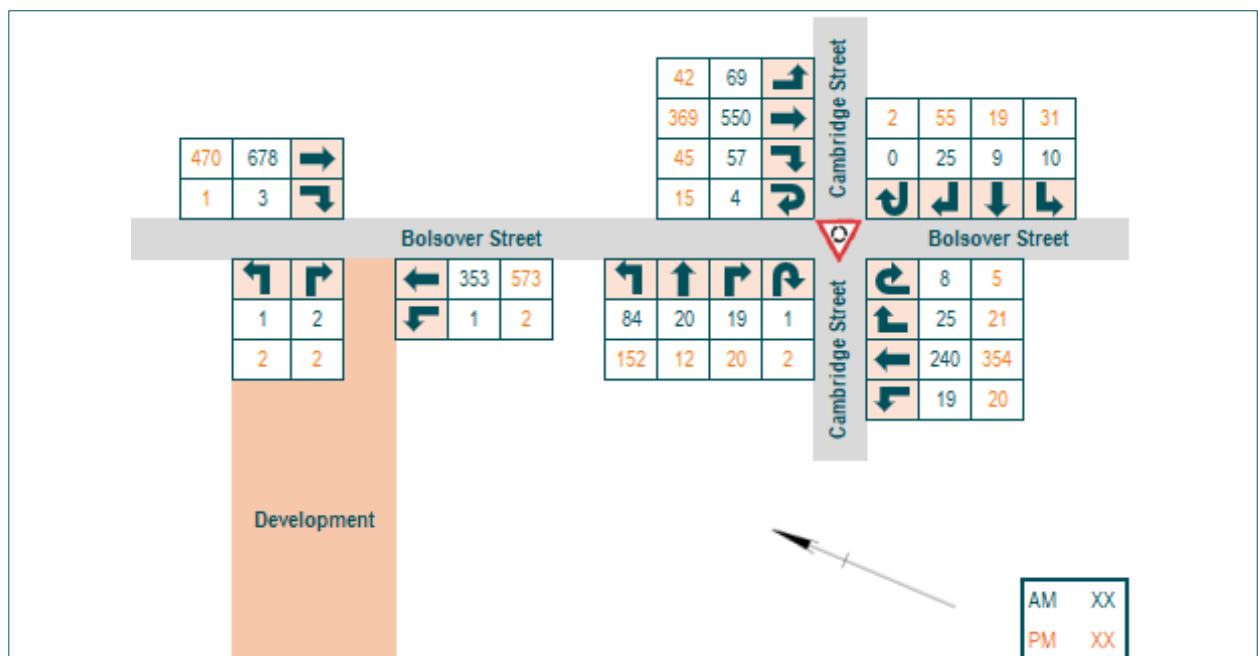 Cambridge Street
42 69
369 550
2 55 19 31
470 678
45 57
0 25 9 10
1 3
15 4
Bolsover Street
Bolsover Street
353 573
8 5
1 2
84 20 19 1
1 2
25 21
2 2
152 12 20 2
240 354
Cambridge Street
19 20
Development
AM XX
PM XX